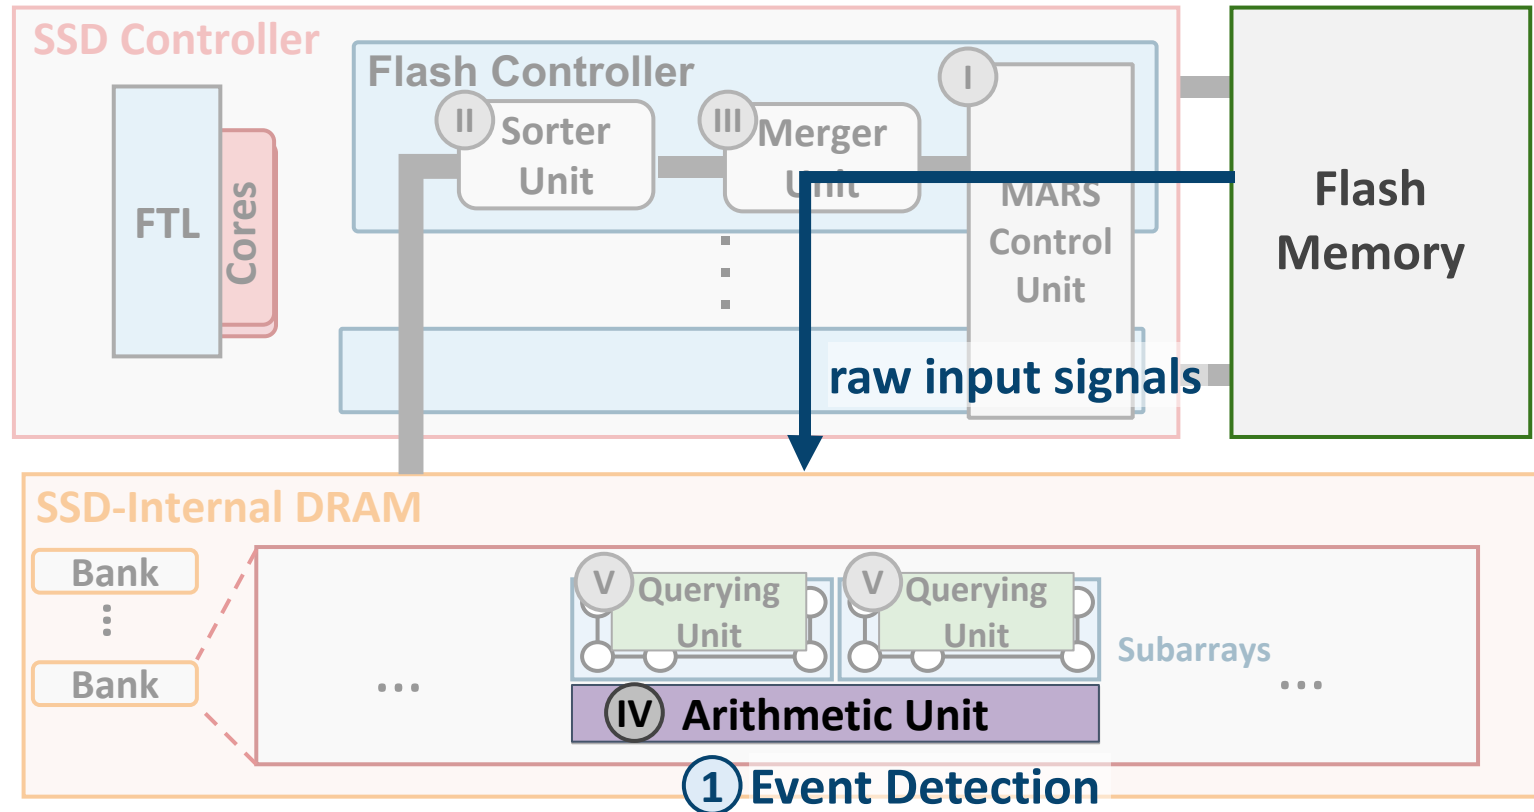 SSD Controller
Flash Controller
I
II
Sorter
Unit
III
Merger
Unit
MARS
Control
Unit
FTL
Cores
Flash
Memory
raw input signals
SSD-Internal DRAM
Bank
Bank
V
Querying
Unit
V
Querying
Unit
Subarrays
...
...
IV Arithmetic Unit
1 Event Detection